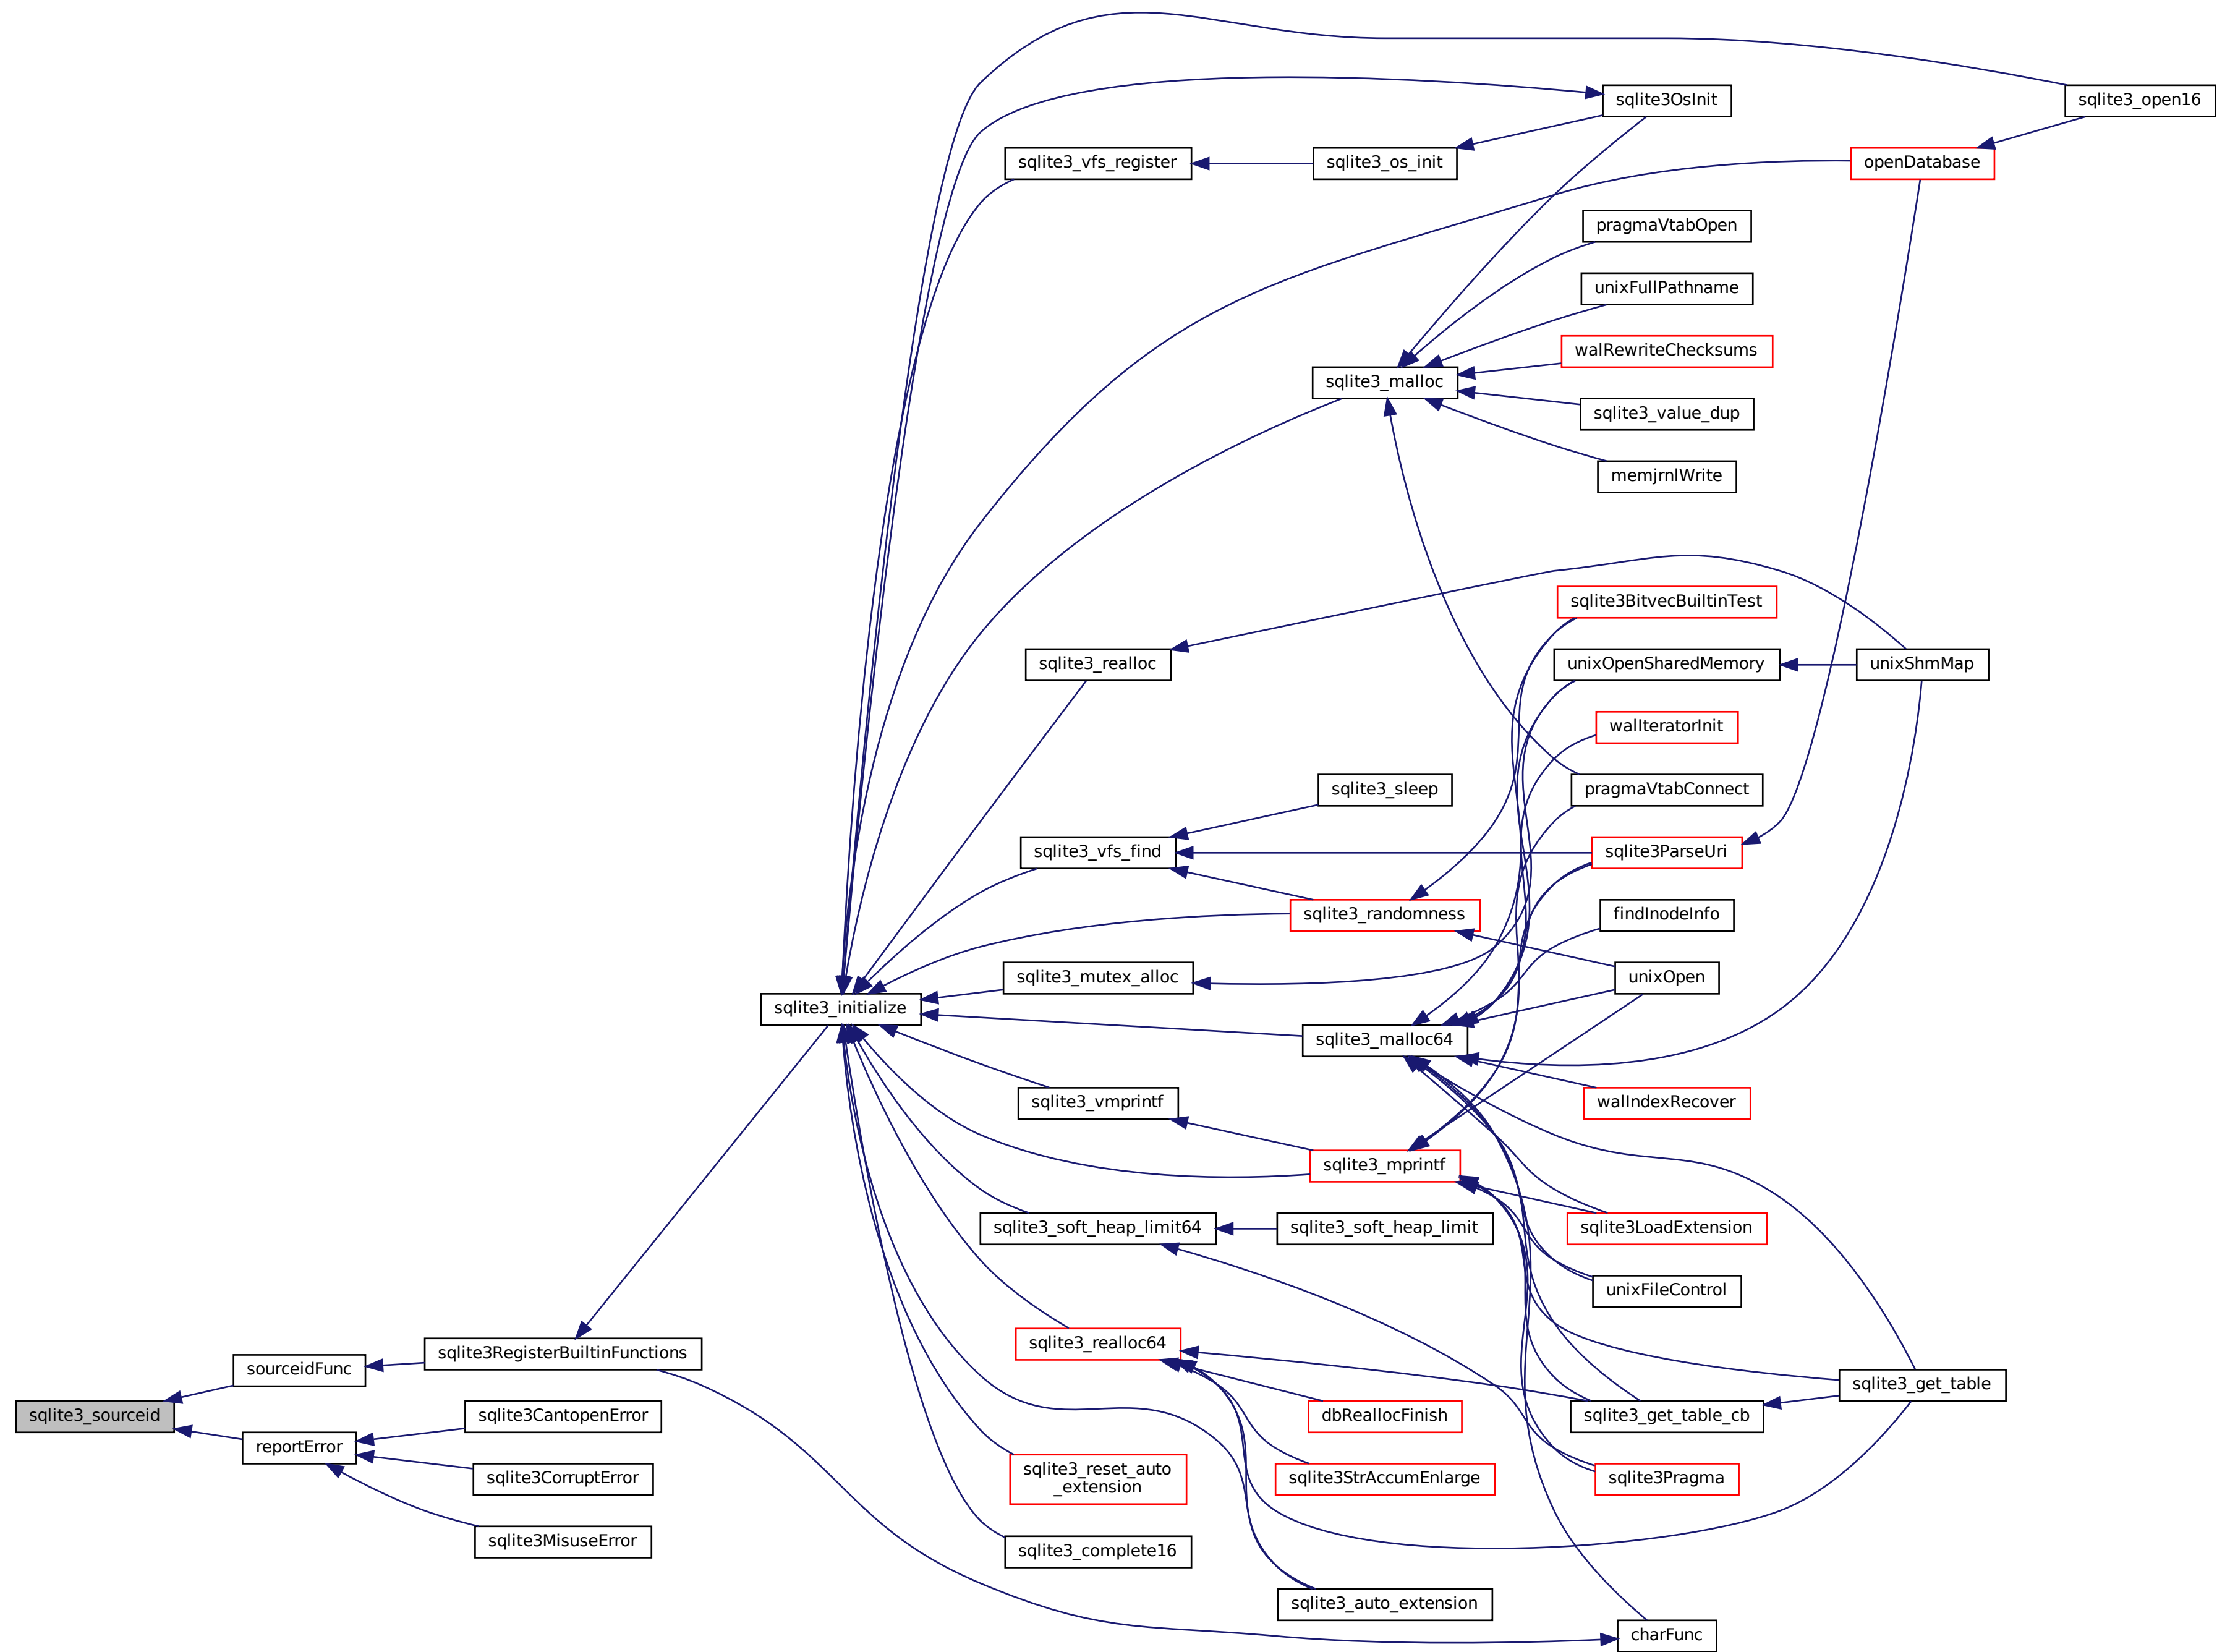 sqlite3_open16
sqlite3OsInit
sqlite3_vfs_register
sqlite3_os_init
openDatabase
pragmaVtabOpen
unixFullPathname
walRewriteChecksums
sqlite3_malloc
sqlite3_value_dup
memjrnlWrite
sqlite3BitvecBuiltinTest
sqlite3_realloc
unixOpenSharedMemory
unixShmMap
walIteratorInit
sqlite3_sleep
pragmaVtabConnect
sqlite3_vfs_find
sqlite3ParseUri
sqlite3_randomness
findInodeInfo
sqlite3_mutex_alloc
unixOpen
sqlite3_initialize
sqlite3_malloc64
sqlite3_vmprintf
walIndexRecover
sqlite3_mprintf
sqlite3_soft_heap_limit64
sqlite3_soft_heap_limit
sqlite3LoadExtension
unixFileControl
sqlite3_realloc64
sqlite3RegisterBuiltinFunctions
sourceidFunc
sqlite3_get_table
sqlite3_sourceid
sqlite3CantopenError
dbReallocFinish
sqlite3_get_table_cb
reportError
sqlite3CorruptError
sqlite3_reset_auto
_extension
sqlite3StrAccumEnlarge
sqlite3Pragma
sqlite3MisuseError
sqlite3_complete16
sqlite3_auto_extension
charFunc